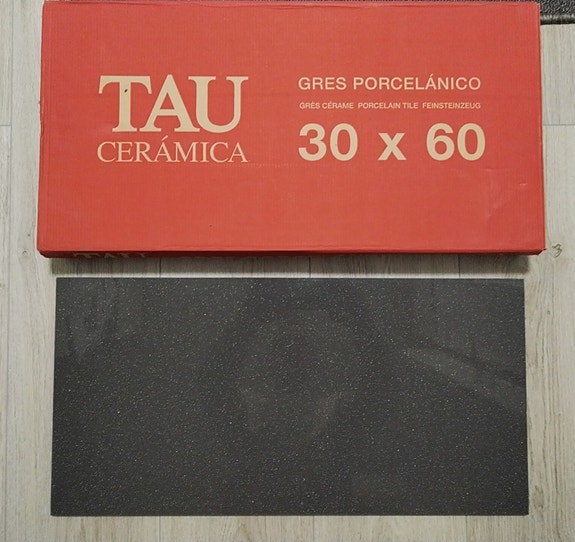 TAU
CERÁMICA
GRES PORCELÁNICO
GRÈS CÉRAME PORCELAIN TILE FEINSTEINZEUG
30 x 60